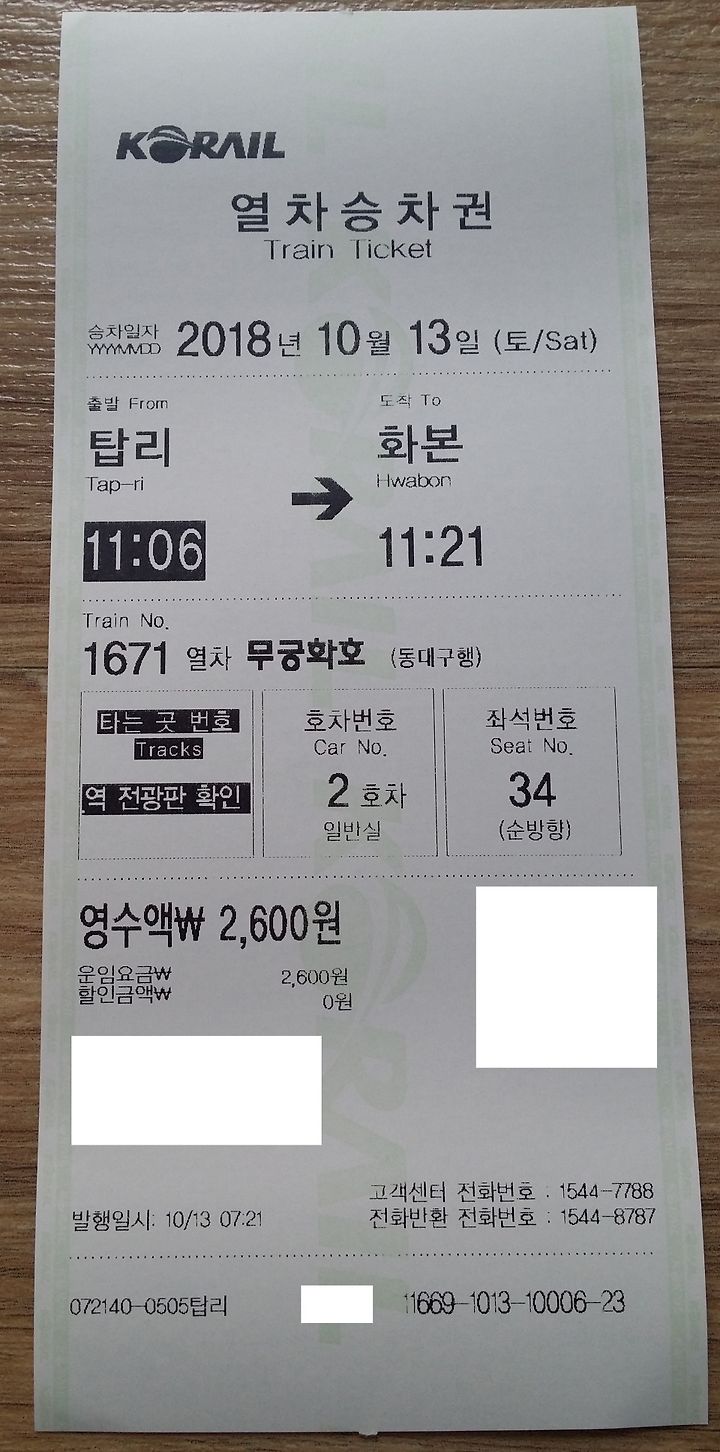 KORAIL
열차승차권
Train Ticket
승차일자
YYYYMMDD
2018년 10월 13일 (토/Sat)
출발 From
도착 To
탑리
화본
Tap-ri
Hwabon
11:06
11:21
Train No.
1671 열차 무궁화호 (동대구행)
타는 곳 번호
Tracks
역 전광판 확인
호차번호
Car No.
2 호차
일반실
좌석번호
Seat No.
34
(순방향)
영수액₩ 2,600원
운임요금₩ 2,600원
할인금액₩ 0원
고객센터 전화번호 : 1544-7788
발행일시: 10/13 07:21
전화반환 전화번호 : 1544-8787
072140-0505탑리
11669-1013-10006-23